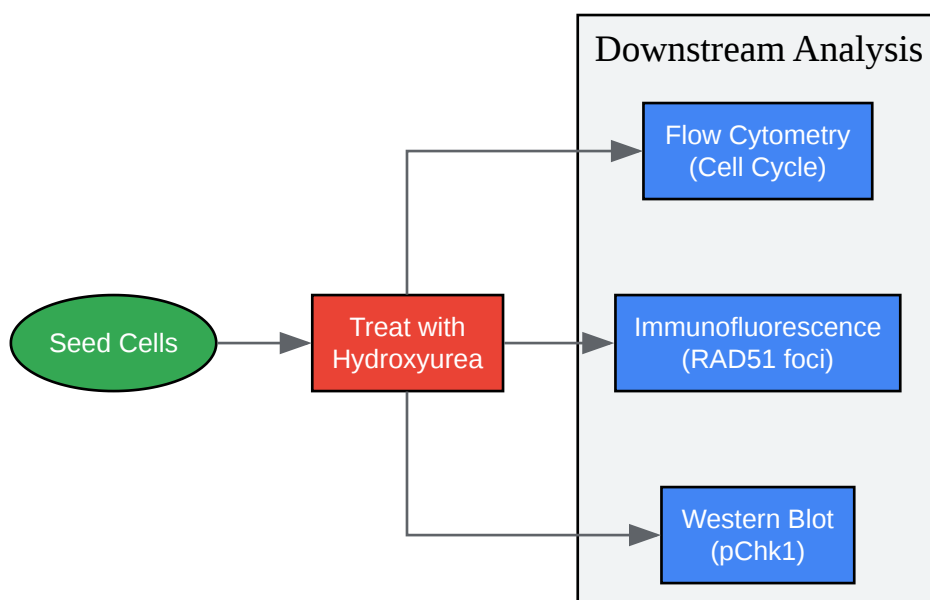 Downstream Analysis
Flow Cytometry
(Cell Cycle)
Seed Cells
Treat with
Hydroxyurea
Immunofluorescence
(RAD51 foci)
Western Blot
(pChk1)